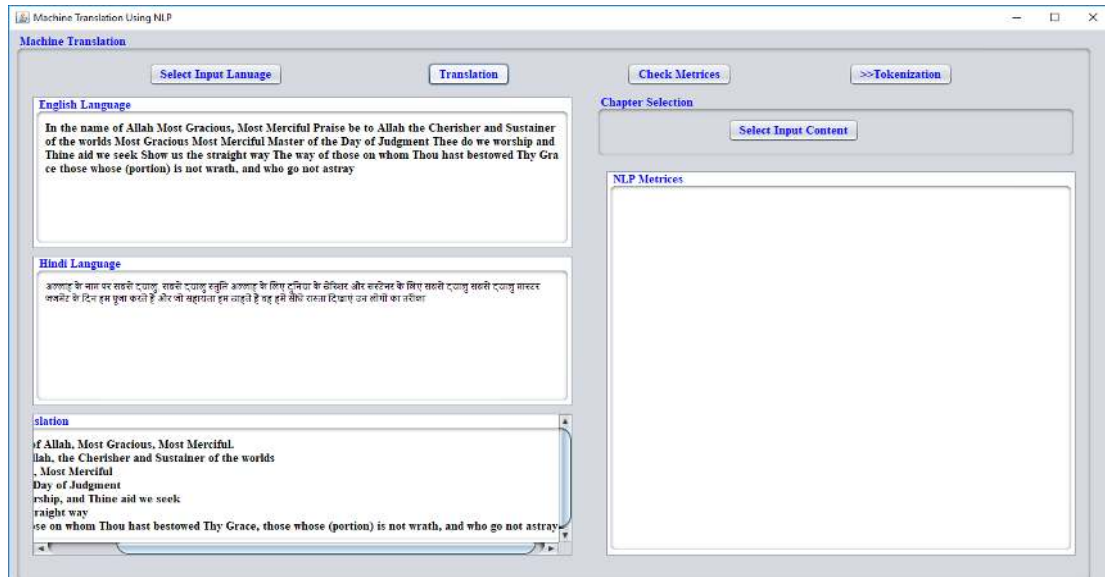 Machine Translation Using NLP
Machine Translation
Select Input Lanuage
Translation
Check Metrices
>>Tokenization
English Language
In the name of Allah Most Gracious, Most Merciful Praise be to Allah the Cherisher and Sustainer
of the worlds Most Gracious Most Merciful Master of the Day of Judgment Thee do we worship and
Thine aid we seek Show us the straight way The way of those on whom Thou hast bestowed Thy Gra
ce those whose (portion) is not wrath, and who go not astray
Chapter Selection
Select Input Content
NLP Metrices
Hindi Language
अल्लाह के नाम पर सबसे दयालु सबसे दयालु स्तुति अल्लाह के लिए दुनिया के चेरिशर और सस्टेनर के लिए सबसे दयालु सबसे दयालु मास्टर
जजमेंट के दिन हम पूजा करते हैं और जो सहायता हम चाहते हैं वह हमें सीधे रास्ता दिखाएं उन लोगों का तरीका
slation
of Allah, Most Gracious, Most Merciful.
llah, the Cherisher and Sustainer of the worlds
, Most Merciful
Day of Judgment
rship, and Thine aid we seek
raight way
se on whom Thou hast bestowed Thy Grace, those whose (portion) is not wrath, and who go not astray